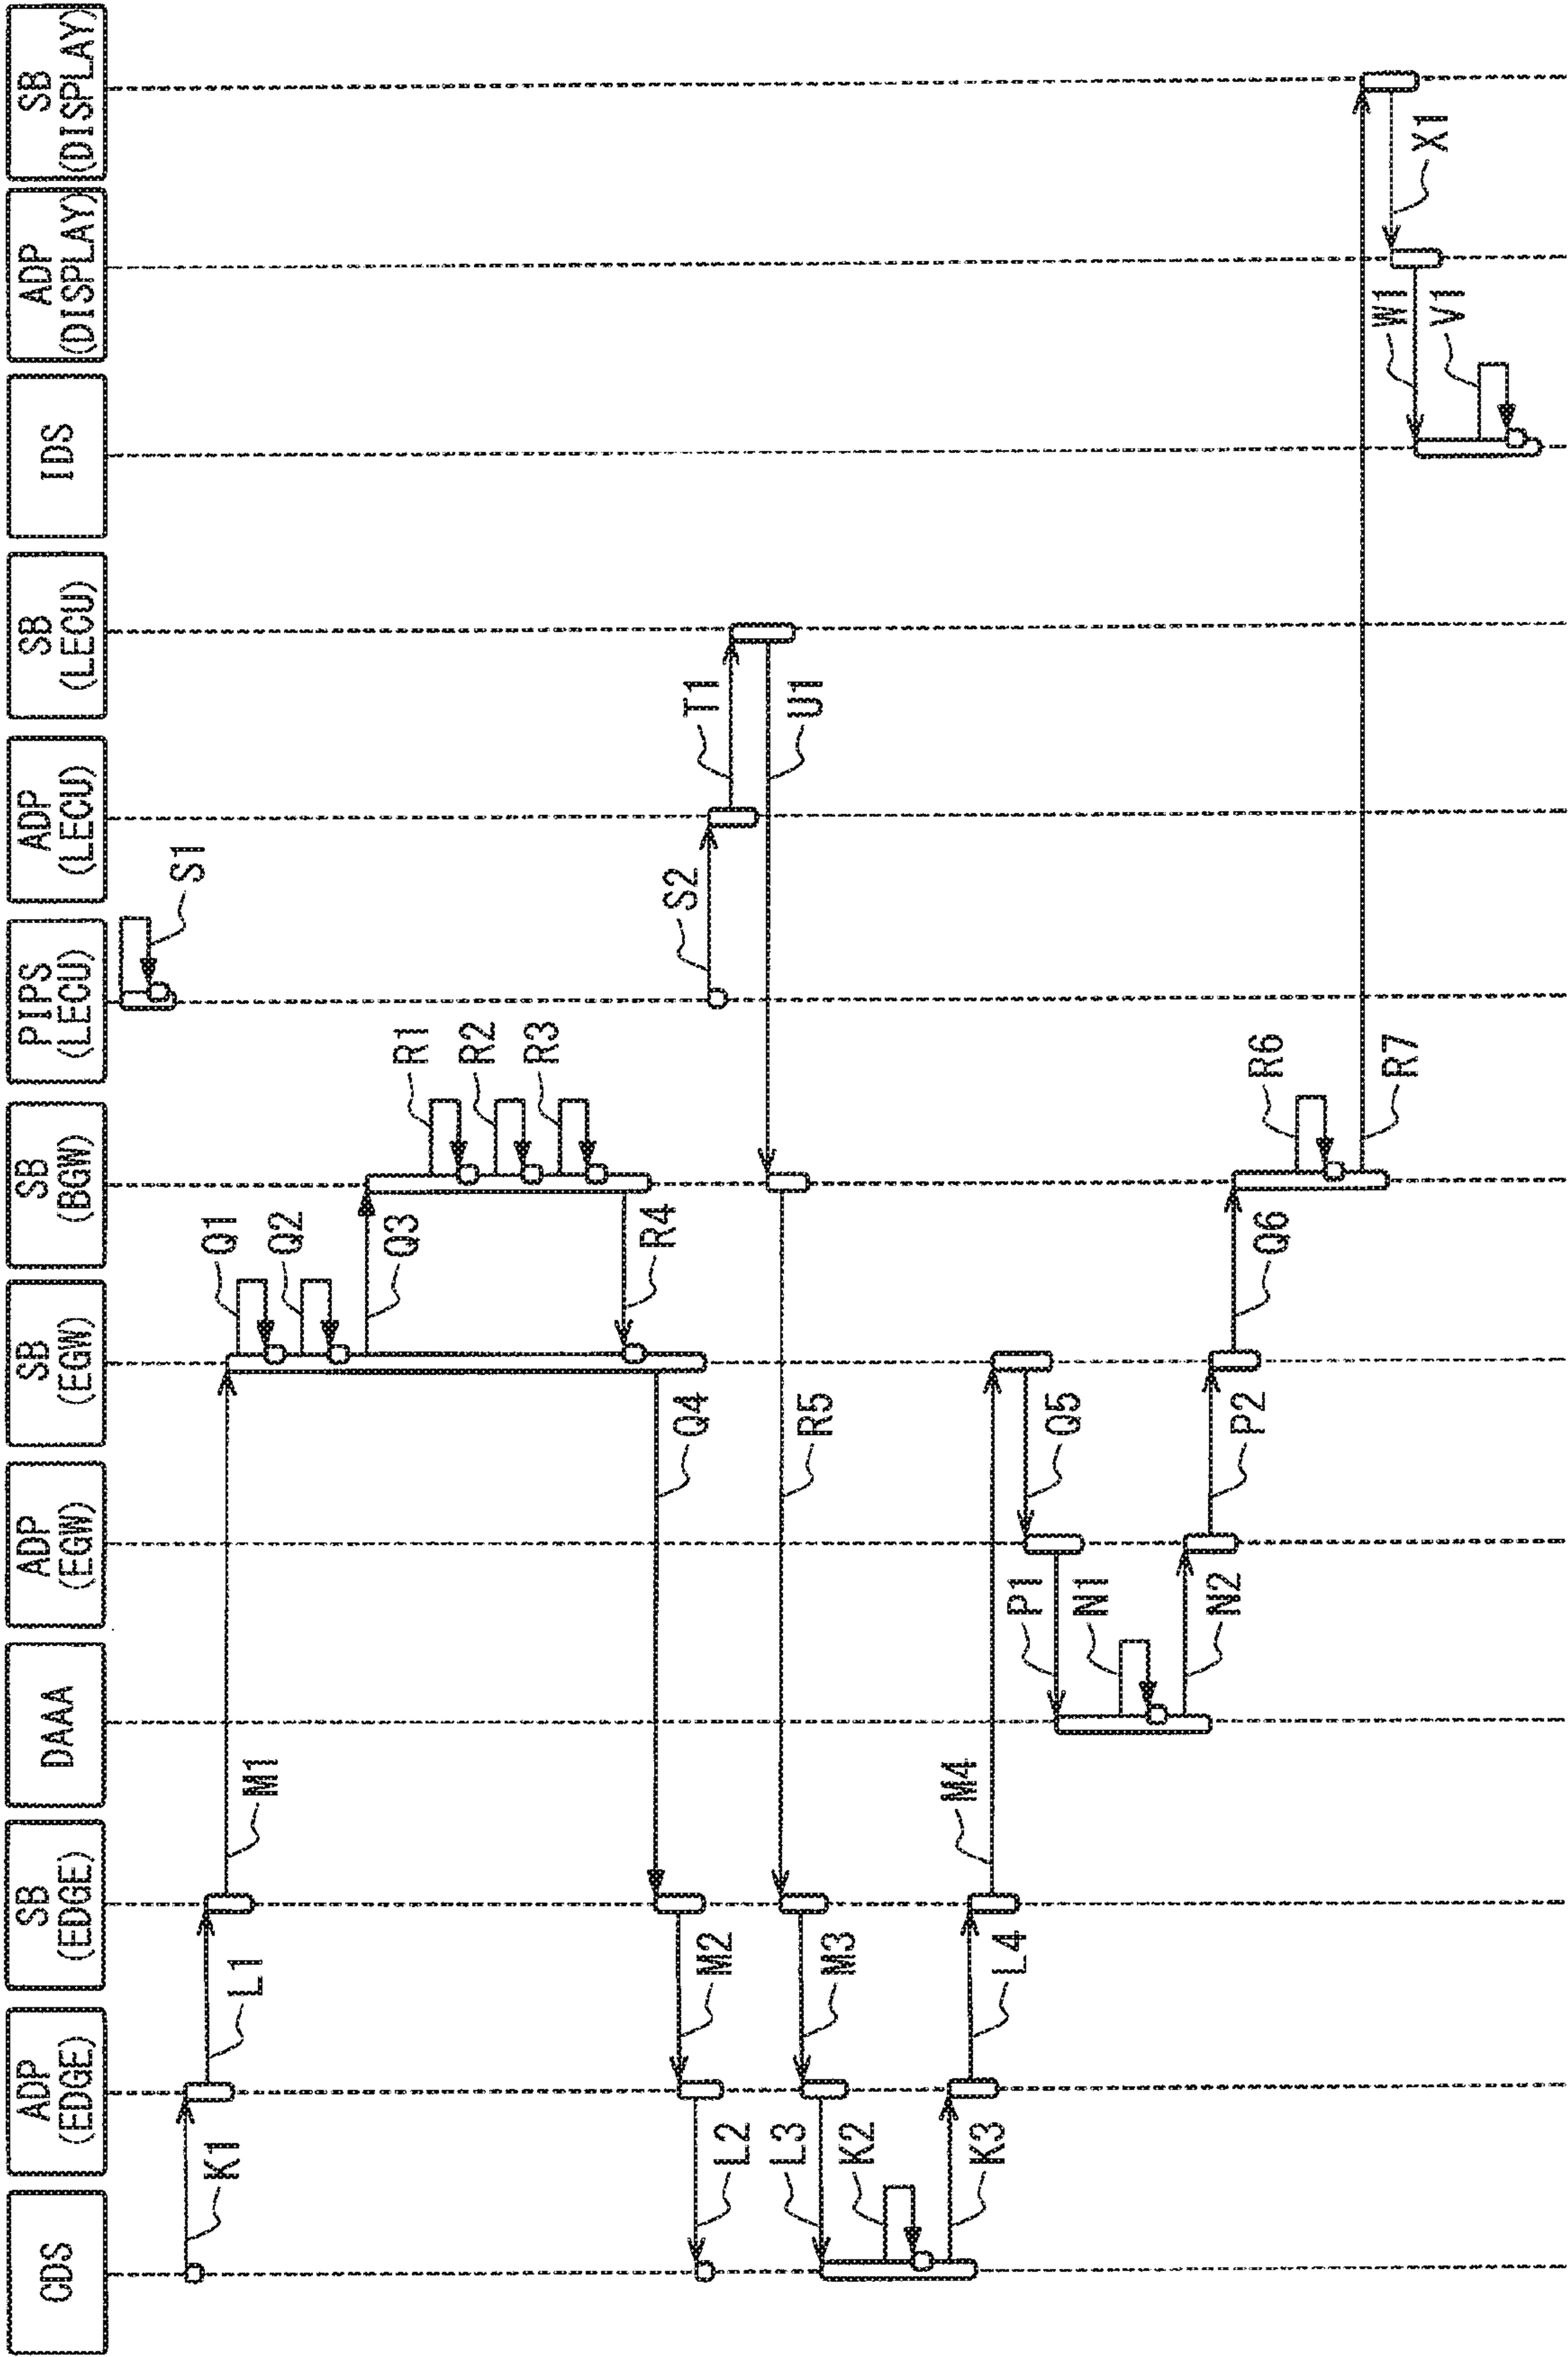 CDS
ADP
(EDGE)
SB
(EDGE)
DAAA
ADP
(EGW)
SB
(EGW)
SB
(BGW)
PIPS
(LECU)
ADP
(LECU)
SB
(LECU)
IDS
ADP
(DISPLAY)
SB
(DISPLAY)
S1
K1
L1
M1
Q1
Q2
Q3
R1
R2
R3
R4
Q4
M2
L2
S2
T1
U1
R5
M3
L3
K2
K3
L4
M4
Q5
P1
N1
N2
P2
Q6
R6
R7
X1
W1
V1